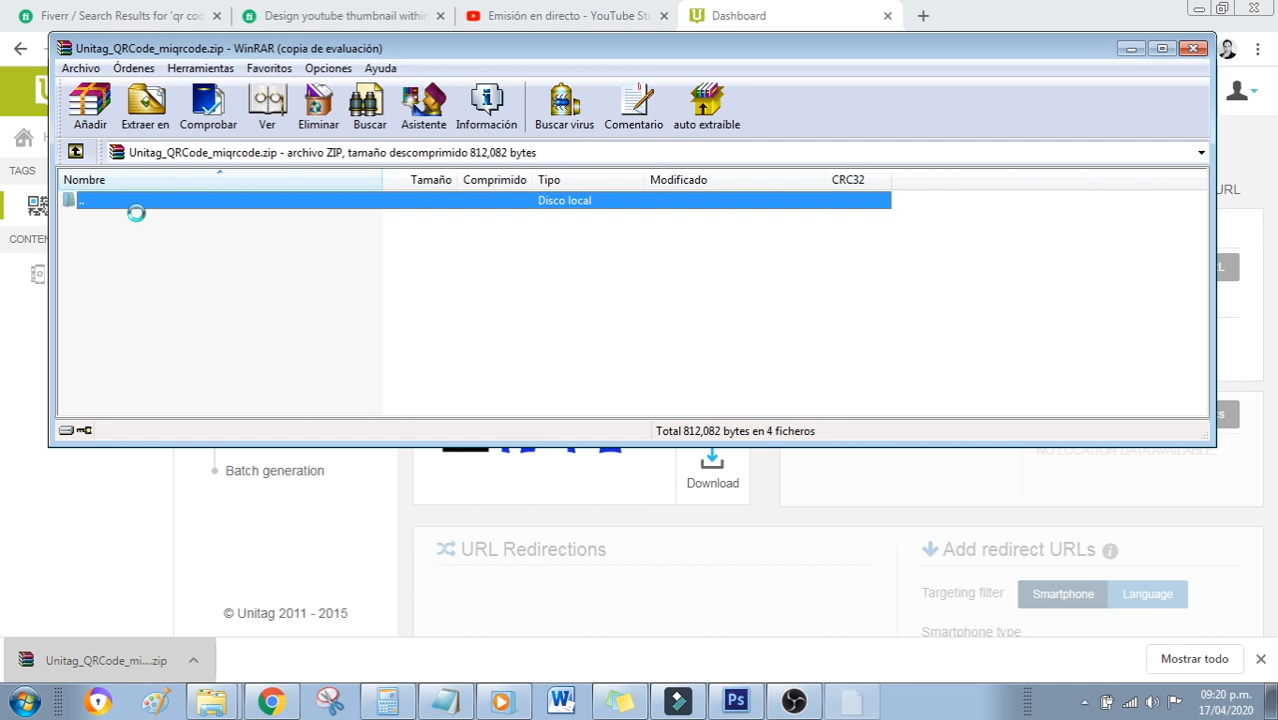 Fiverr / Search Results for 'qr cod
Design youtube thumbnail within
Emisión en directo - YouTube Stu
Dashboard
Unitag_QRCode_miqrcode.zip - WinRAR (copia de evaluación)
Archivo Órdenes Herramientas Favoritos Opciones Ayuda
Añadir Extraer en Comprobar Ver Eliminar Buscar Asistente Información Buscar virus Comentario auto extraíble
Unitag_QRCode_miqrcode.zip - archivo ZIP, tamaño descomprimido 812,082 bytes
Nombre Tamaño Comprimido Tipo Modificado CRC32
.. Disco local
TAGS
URL
CONTEN
Total 812,082 bytes en 4 ficheros
NO LOCATION DATA AVAILABLE.
Batch generation
Download
URL Redirections
Add redirect URLs
Targeting filter Smartphone Language
© Unitag 2011 - 2015
Smartphone type
Unitag_QRCode_mi....zip
Mostrar todo
Ps
09:20 p.m.
17/04/2020